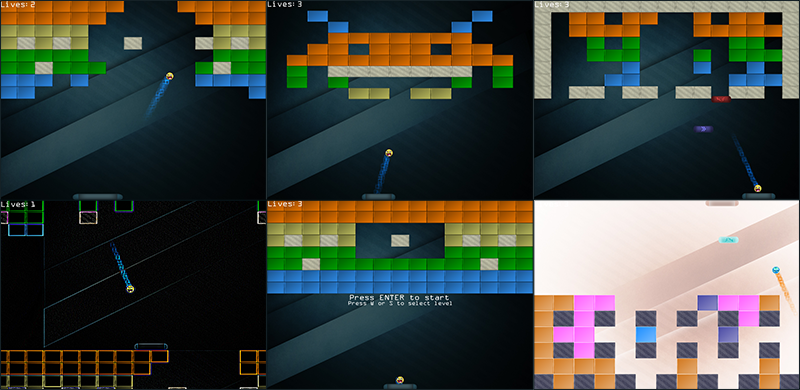 Lives:2
Lives:3
Lives:3
Lives:1
Lives:3
Press ENTER to start
Press W or S to select level